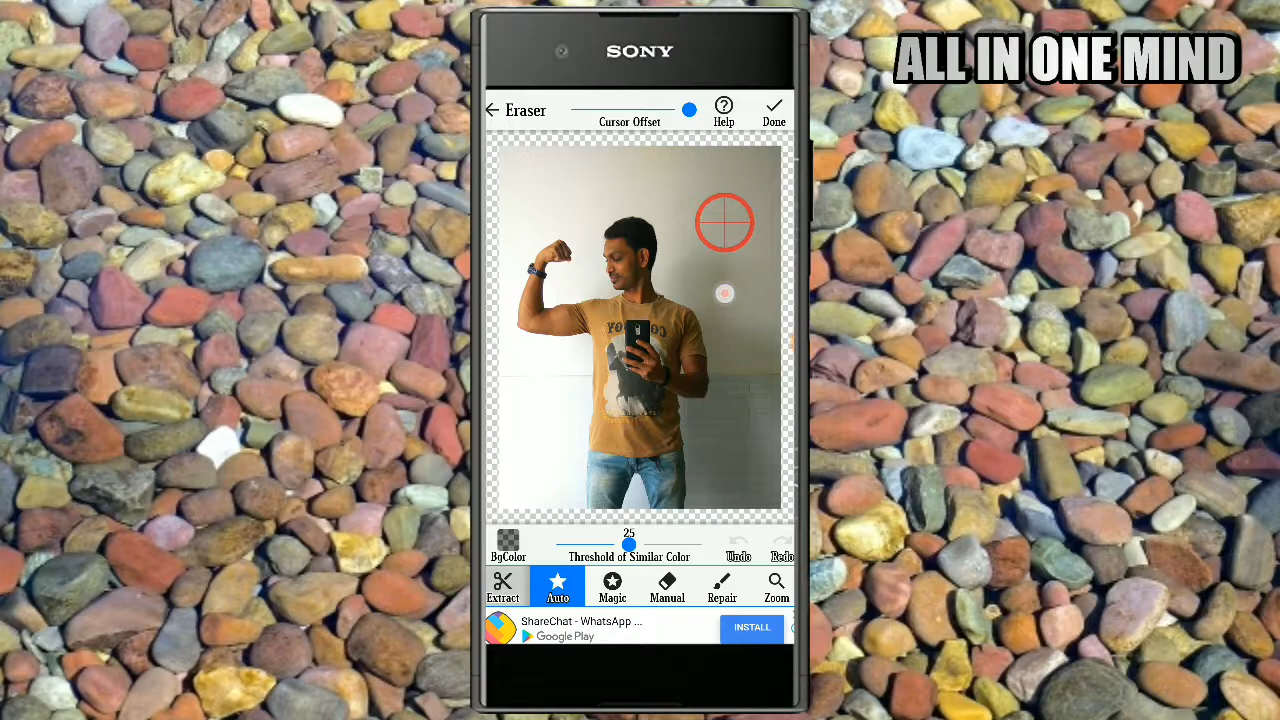 ALL IN ONE MIND
SONY
Eraser
Cursor Offset
Help
Done
25
BgColor
Threshold of Similar Color
Undo
Redo
Extract
Auto
Magic
Manual
Repair
Zoom
ShareChat - WhatsApp ...
Google Play
INSTALL